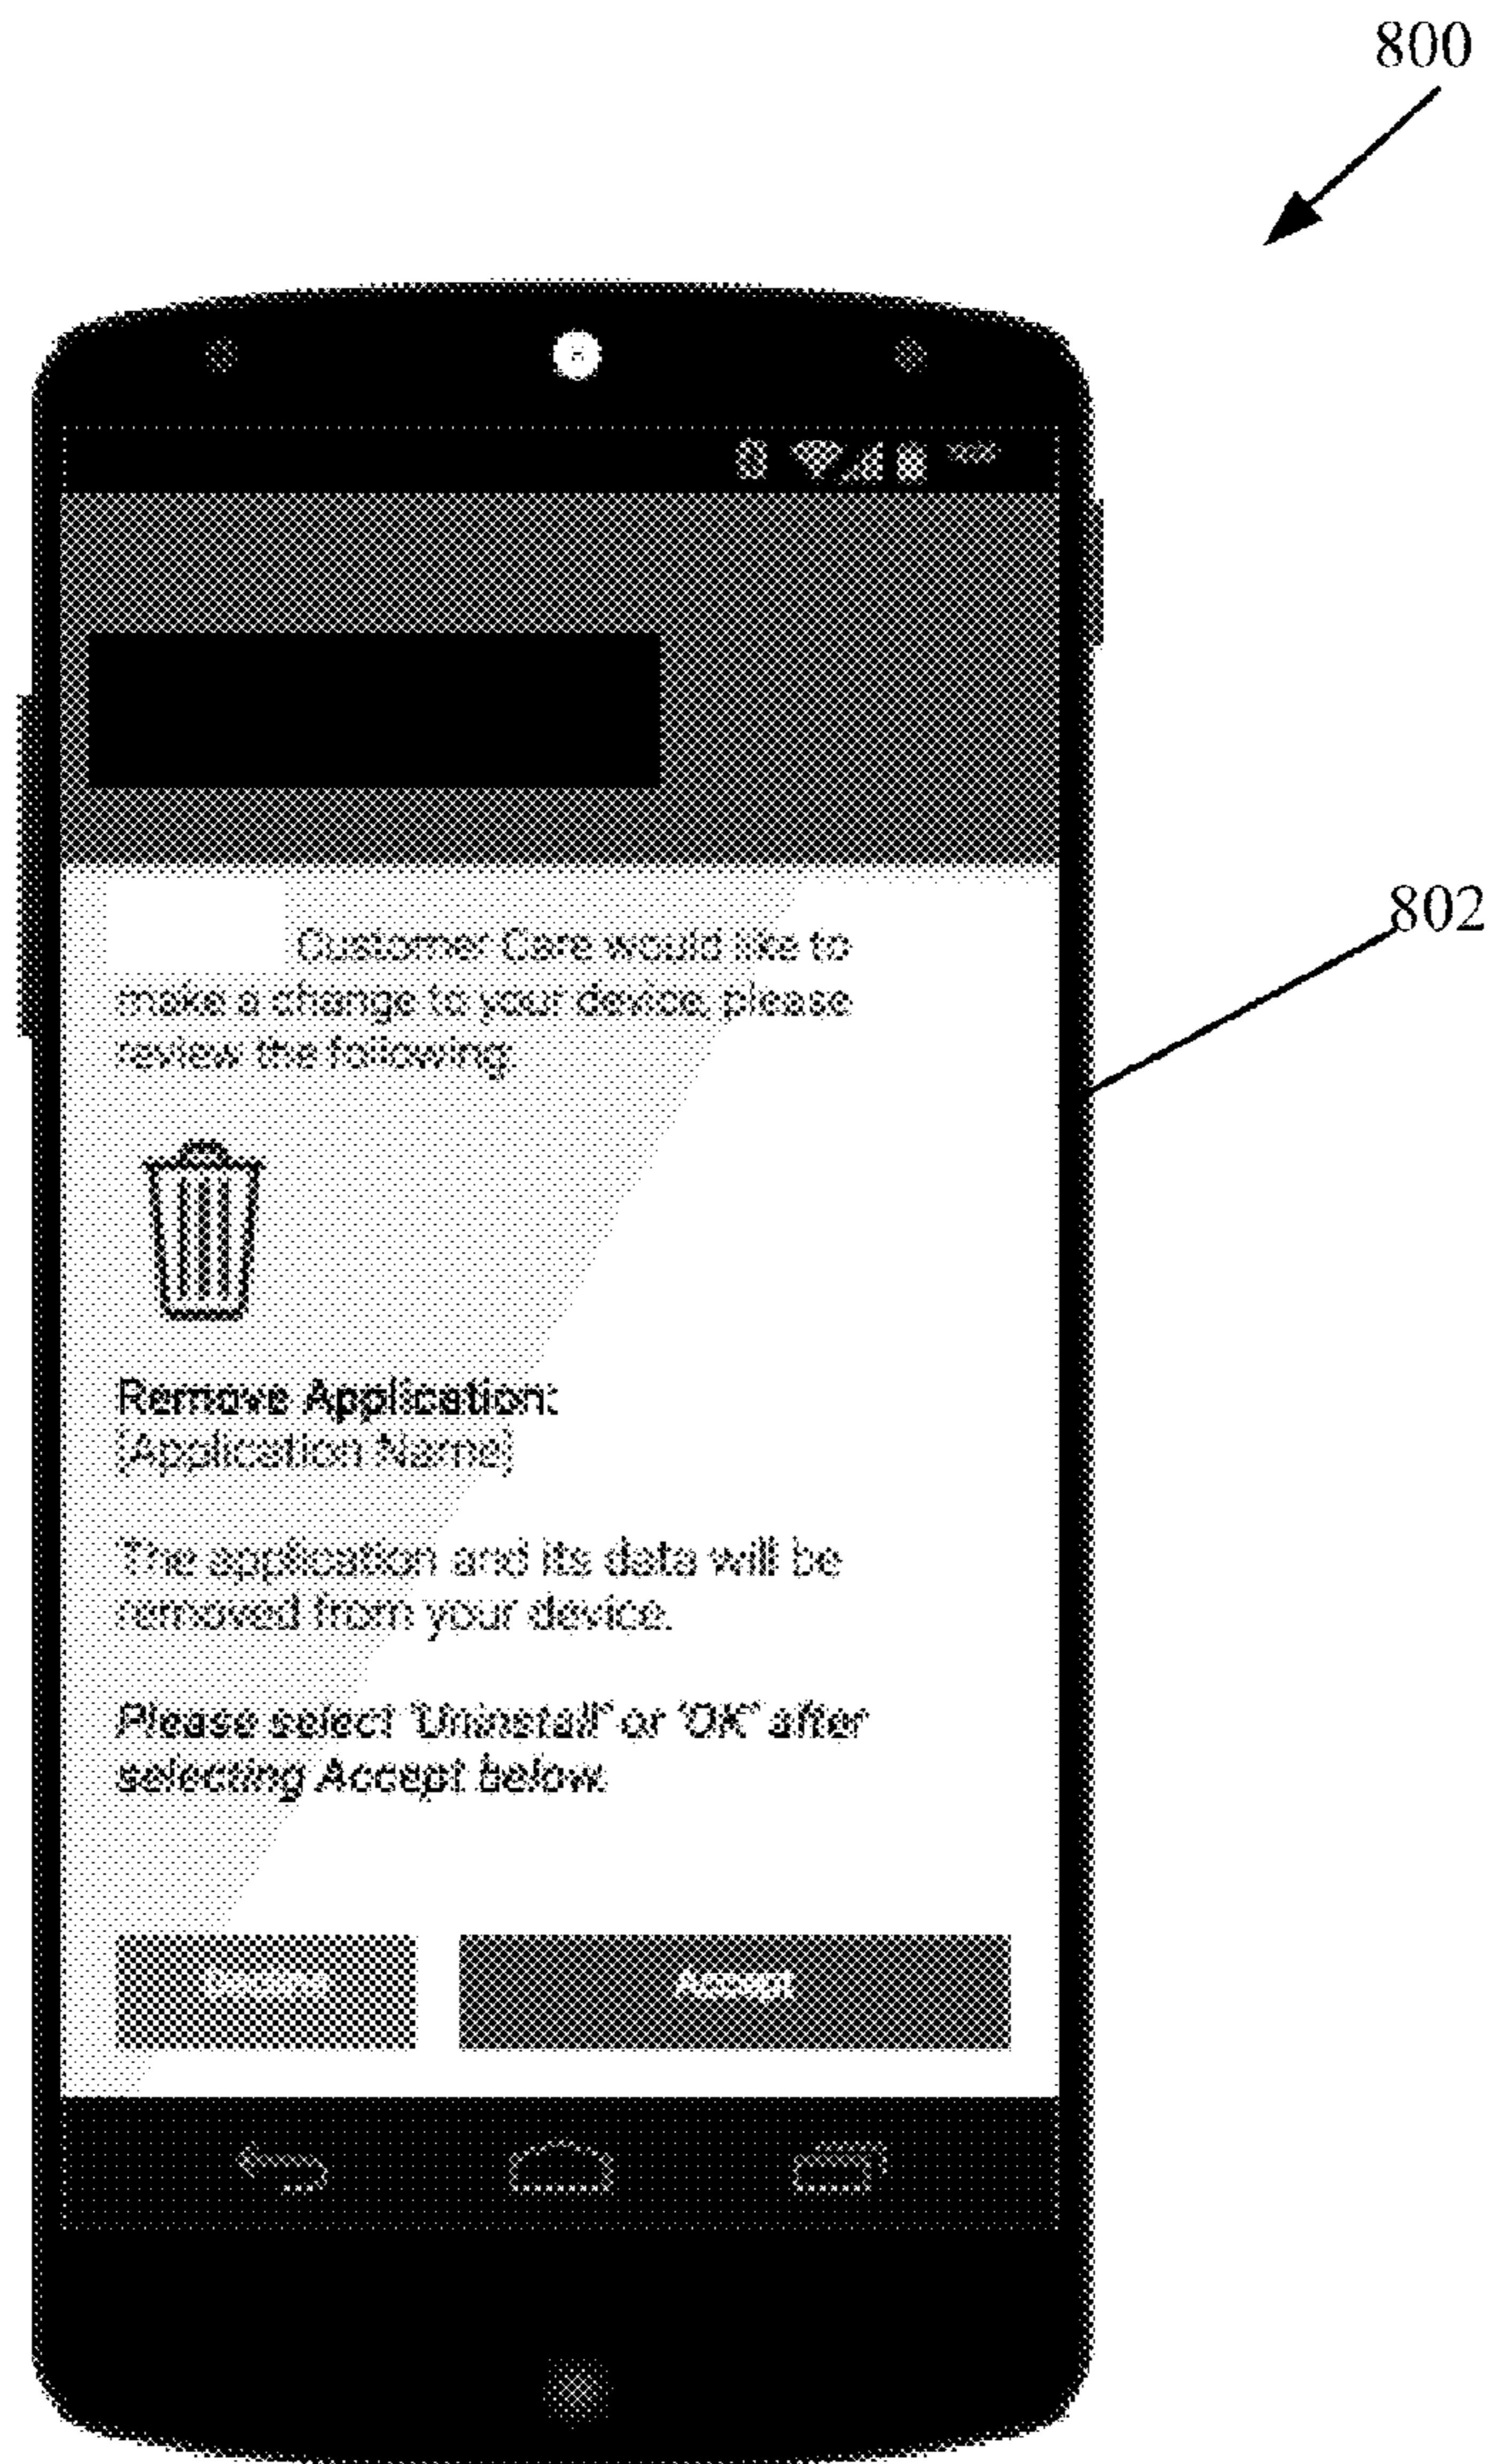 800
802
Customer Care would like to
make a change to your device, please
review the following:
Remove Application:
[Application Name]
The application and its data will be
removed from your device.
Please select 'Uninstall' or 'OK' after
selecting Accept below.
Decline
Accept